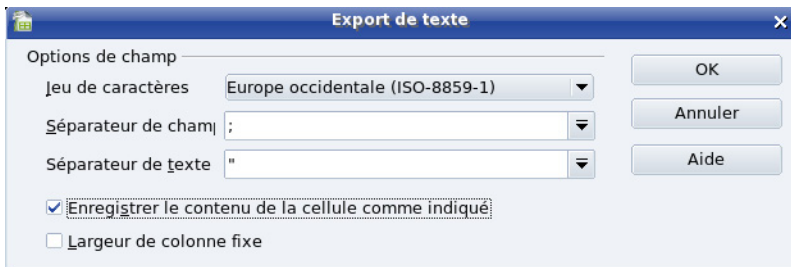 Export de texte
Options de champ
Jeu de caractères
Europe occidentale (ISO-8859-1)
Séparateur de champ
;
Séparateur de texte
"
Enregistrer le contenu de la cellule comme indiqué
Largeur de colonne fixe
OK
Annuler
Aide